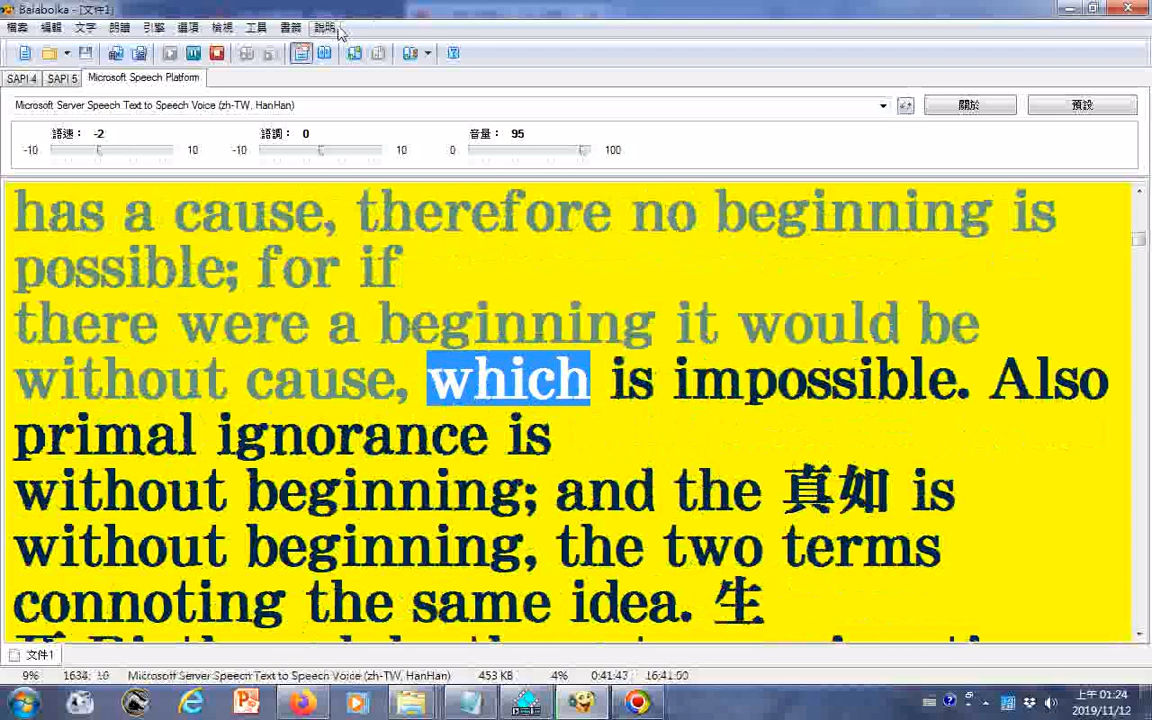 Balabolka - [文件1]
檔案 編輯 文字 朗讀 引擎 選項 檢視 工具 書籤 說明
SAPI 4 SAPI 5 Microsoft Speech Platform
Microsoft Server Speech Text to Speech Voice (zh-TW, HanHan) 關於 預設
語速： -2 語調： 0 音量： 95
-10 10 -10 10 0 100
has a cause, therefore no beginning is
possible; for if
there were a beginning it would be
without cause, which is impossible. Also
primal ignorance is
without beginning; and the 真如 is
without beginning, the two terms
connoting the same idea. 生
文件1
9% 1634: 10 Microsoft Server Speech Text to Speech Voice (zh-TW, HanHan) 453 KB 4% 0:41:43
上午 01:24
2019/11/12